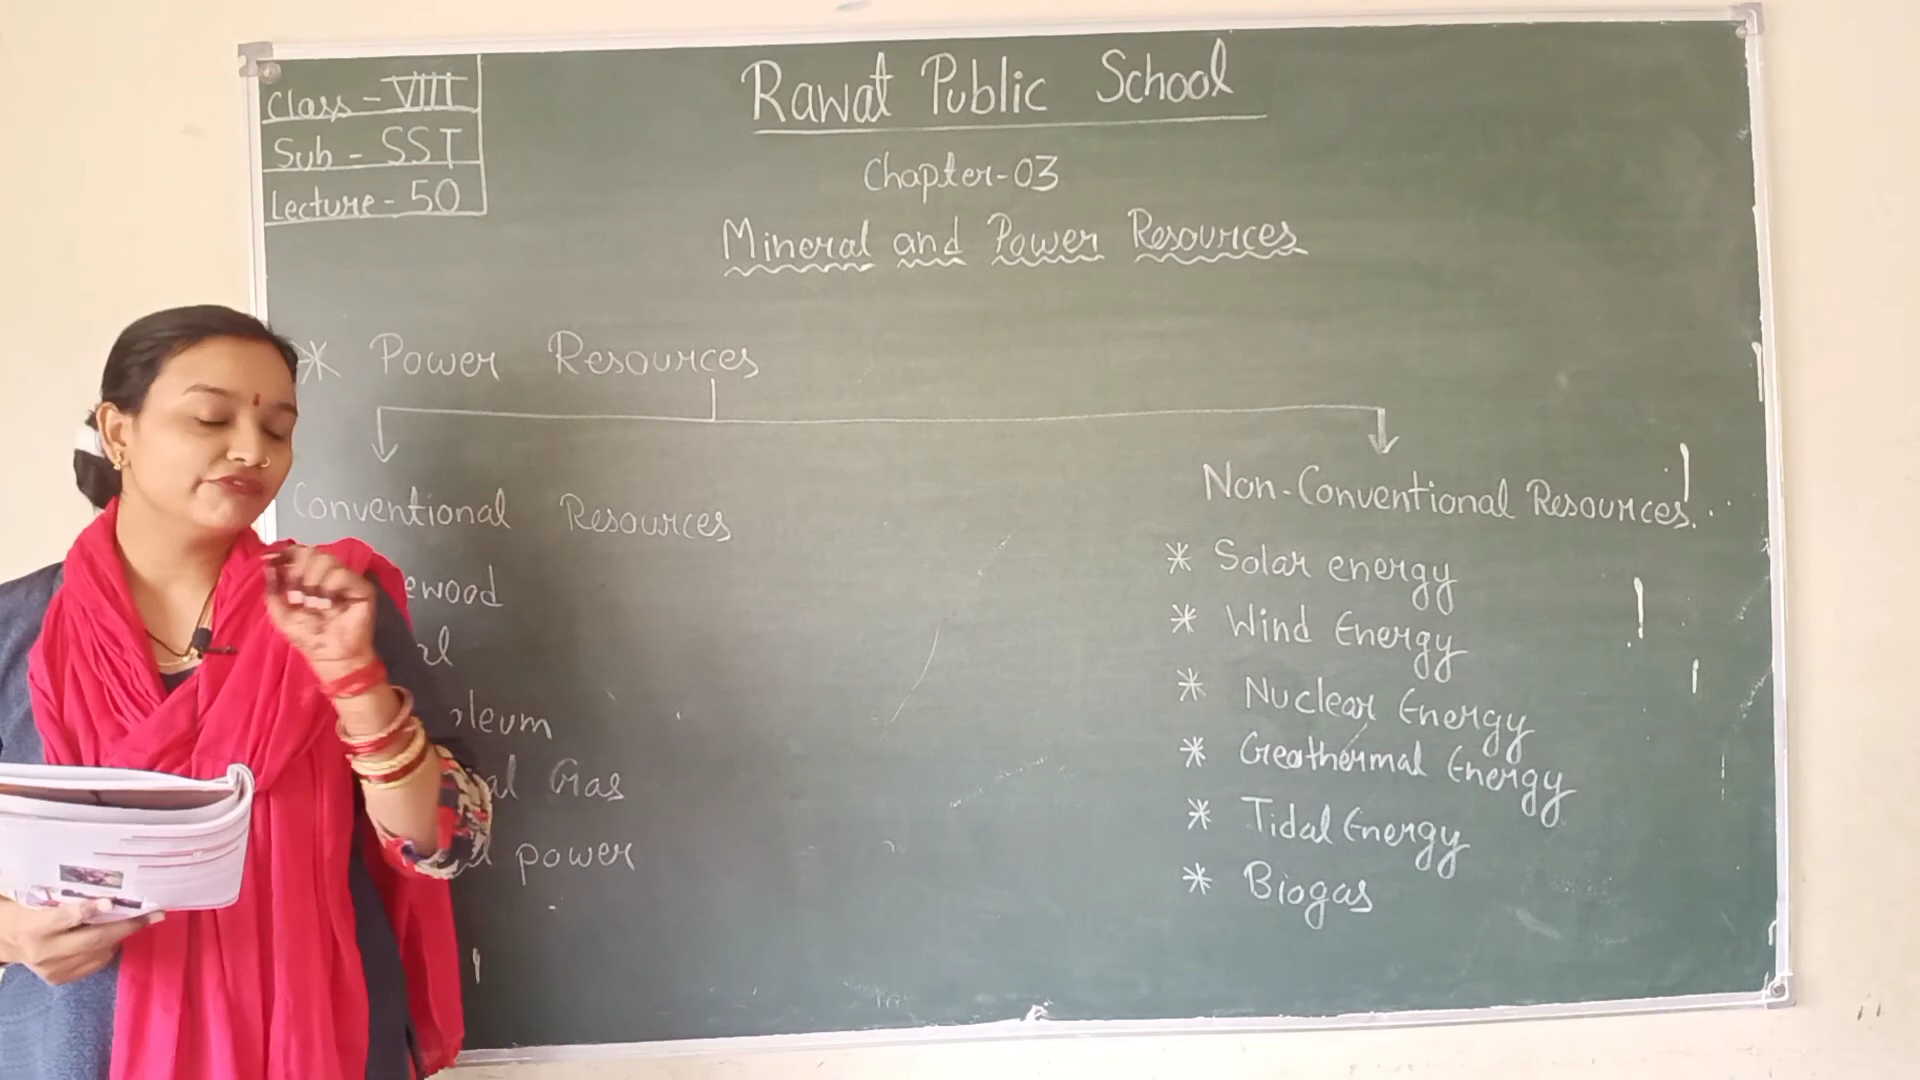 Class - VIII
Sub - SST
Lecture - 50
Rawat Public School
Chapter-03
Mineral and Power Resources
* Power Resources
Conventional Resources
ewood
oleum
al Gas
power
Non-Conventional Resources...
* Solar energy
* Wind Energy
* Nuclear Energy
* Geothermal Energy
* Tidal Energy
* Biogas